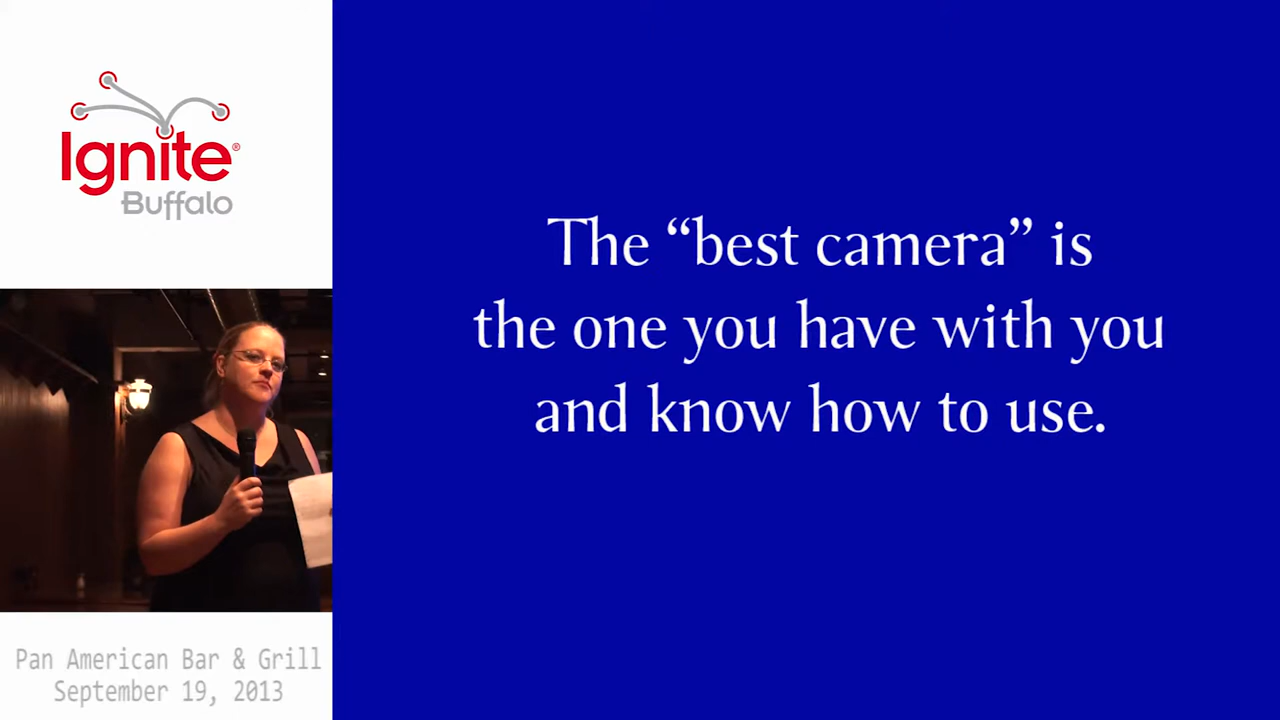 Ignite®
Buffalo
The “best camera” is
the one you have with you
and know how to use.
Pan American Bar & Grill
September 19, 2013